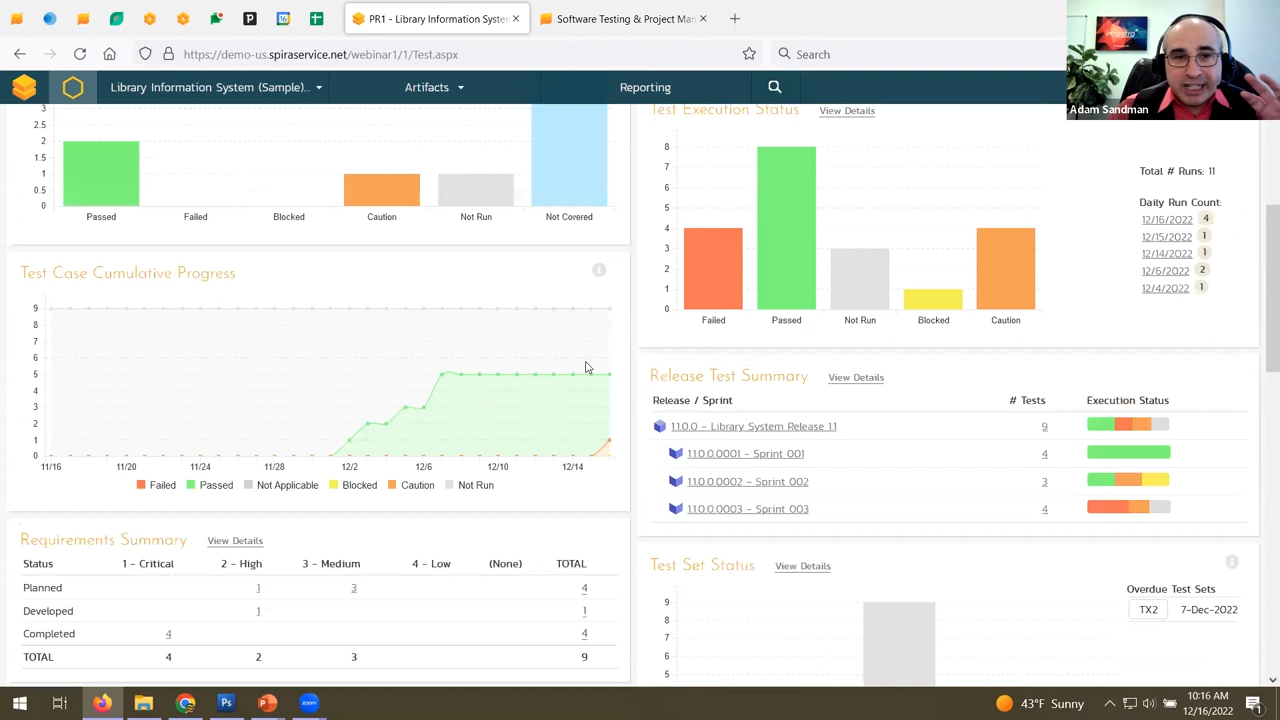 PR1 - Library Information System
Software Testing & Project Man
https://demo-us.spiraservice.net/webinar1/1/Test.aspx
Search
inflectra
Adam Sandman
Library Information System (Sample)...
Artifacts
Reporting
3
2.5
2
1.5
1
0.5
0
Passed
Failed
Blocked
Caution
Not Run
Not Covered
Test Execution Status
View Details
8
7
6
5
4
3
2
1
0
Failed
Passed
Not Run
Blocked
Caution
Total # Runs: 11
Daily Run Count:
12/16/2022 4
12/15/2022 1
12/14/2022 1
12/6/2022 2
12/4/2022 1
Test Case Cumulative Progress
9
8
7
6
5
4
3
2
1
0
11/16
11/20
11/24
11/28
12/2
12/6
12/10
12/14
Failed
Passed
Not Applicable
Blocked
Caution
Not Run
Release Test Summary
View Details
Release / Sprint # Tests Execution Status
1.1.0.0 - Library System Release 1.1 9
1.1.0.0.0001 - Sprint 001 4
1.1.0.0.0002 - Sprint 002 3
1.1.0.0.0003 - Sprint 003 4
Requirements Summary
View Details
Status 1 - Critical 2 - High 3 - Medium 4 - Low (None) TOTAL
Planned 1 3 4
Developed 1 1
Completed 4 4
TOTAL 4 2 3 9
Test Set Status
View Details
9
8
7
6
5
Overdue Test Sets
TX2 7-Dec-2022
43°F Sunny
10:16 AM
12/16/2022
1